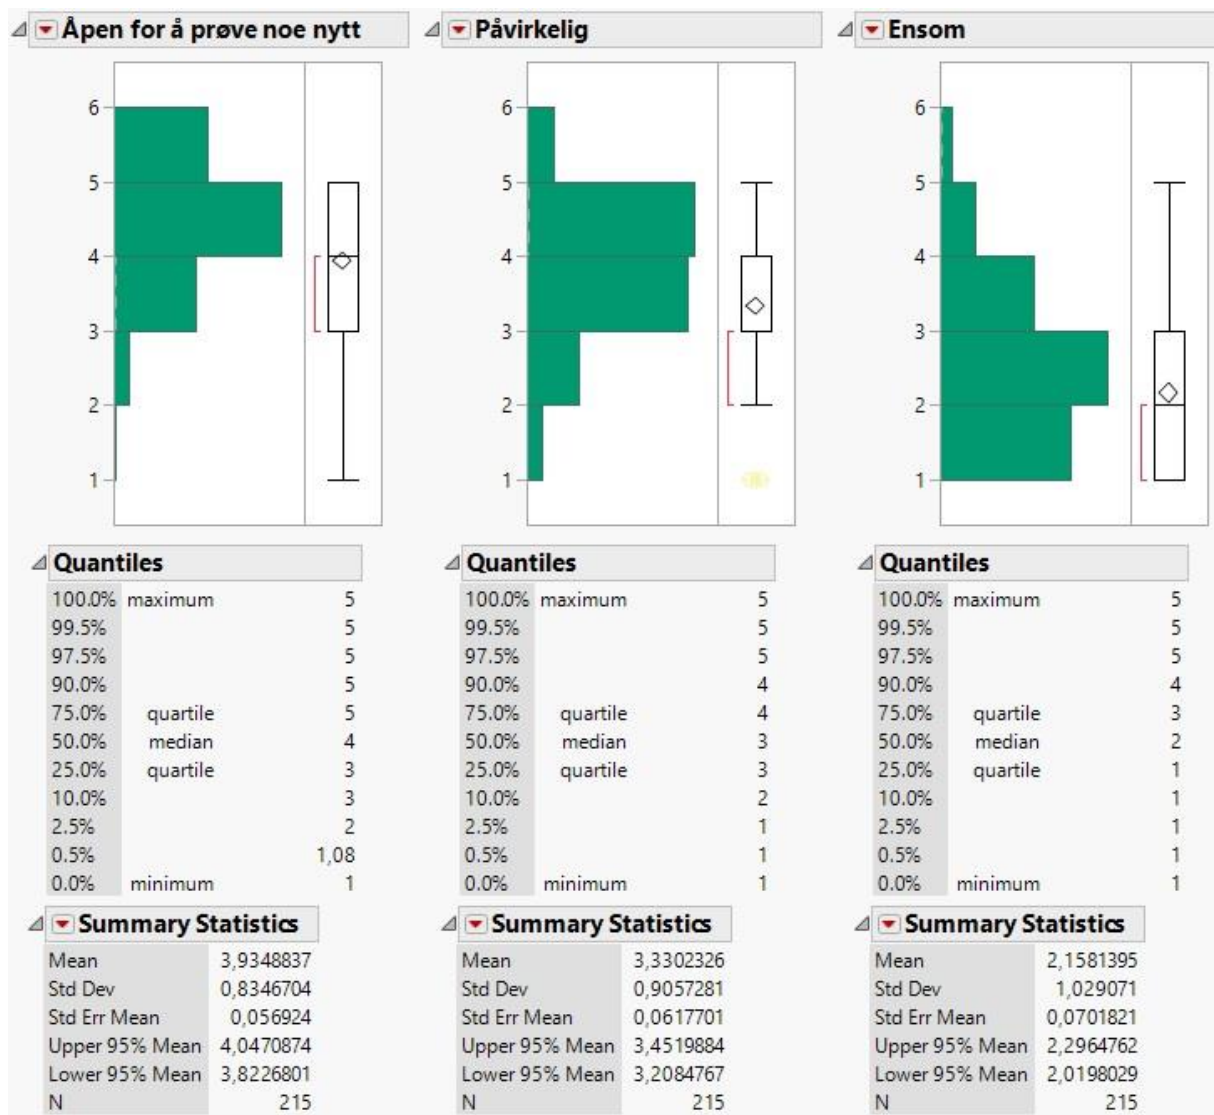 Åpen for å prøve noe nytt
6
5
4
3
2
1
Quantiles
100.0% maximum 5
99.5% 5
97.5% 5
90.0% 5
75.0% quartile 5
50.0% median 4
25.0% quartile 3
10.0% 3
2.5% 2
0.5% 1,08
0.0% minimum 1
Summary Statistics
Mean 3,9348837
Std Dev 0,8346704
Std Err Mean 0,056924
Upper 95% Mean 4,0470874
Lower 95% Mean 3,8226801
N 215
Påvirkelig
6
5
4
3
2
1
Quantiles
100.0% maximum 5
99.5% 5
97.5% 5
90.0% 4
75.0% quartile 4
50.0% median 3
25.0% quartile 3
10.0% 2
2.5% 1
0.5% 1
0.0% minimum 1
Summary Statistics
Mean 3,3302326
Std Dev 0,9057281
Std Err Mean 0,0617701
Upper 95% Mean 3,4519884
Lower 95% Mean 3,2084767
N 215
Ensom
6
5
4
3
2
1
Quantiles
100.0% maximum 5
99.5% 5
97.5% 5
90.0% 4
75.0% quartile 3
50.0% median 2
25.0% quartile 1
10.0% 1
2.5% 1
0.5% 1
0.0% minimum 1
Summary Statistics
Mean 2,1581395
Std Dev 1,029071
Std Err Mean 0,0701821
Upper 95% Mean 2,2964762
Lower 95% Mean 2,0198029
N 215